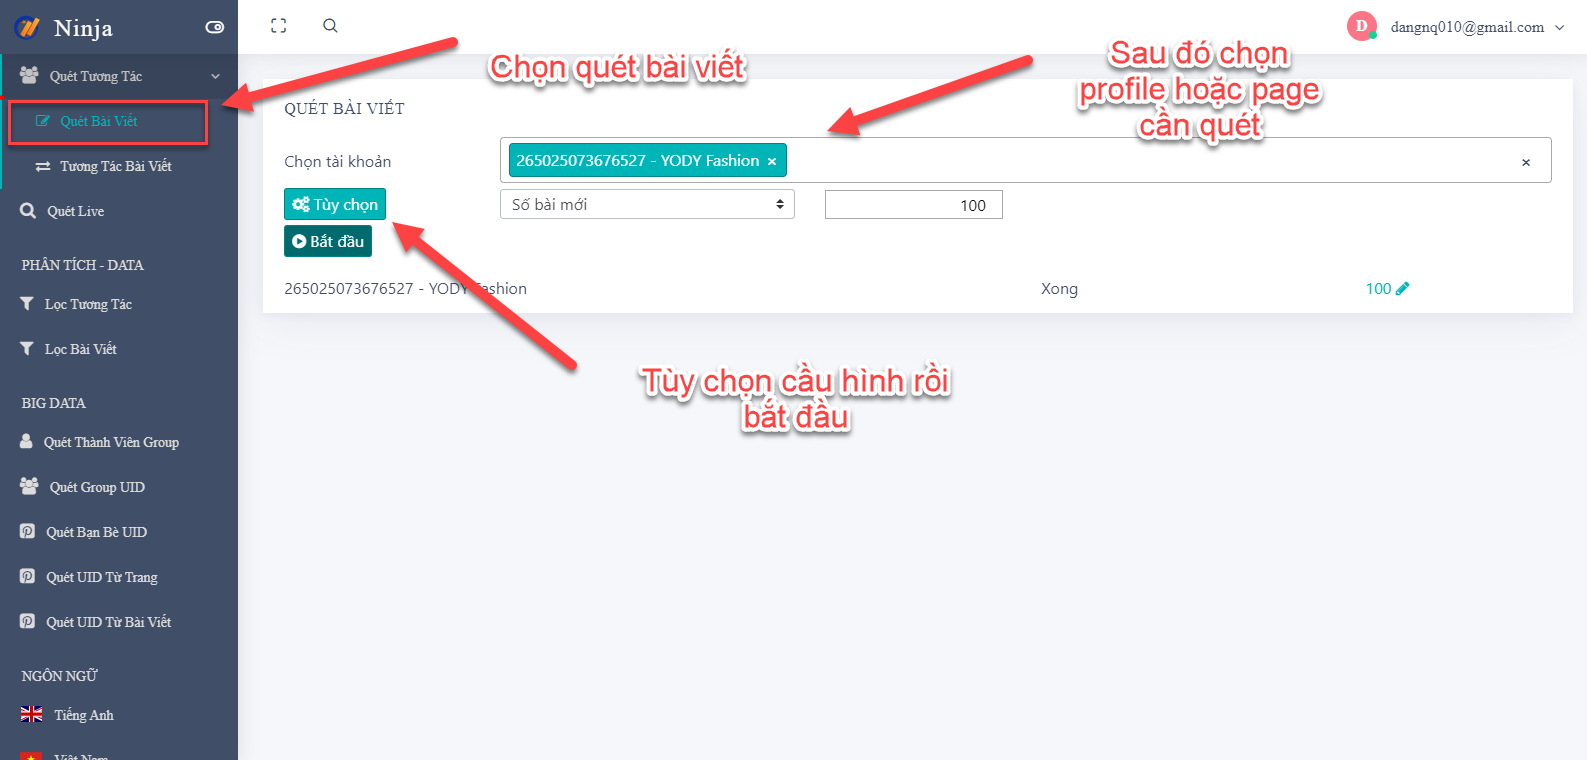 Ninja
dangnq010@gmail.com
D
Quét Tương Tác
Quét Bài Viết
Tương Tác Bài Viết
Quét Live
PHÂN TÍCH - DATA
Lọc Tương Tác
Lọc Bài Viết
BIG DATA
Quét Thành Viên Group
Quét Group UID
Quét Bạn Bè UID
Quét UID Từ Trang
Quét UID Từ Bài Viết
NGÔN NGỮ
Tiếng Anh
Việt Nam
Chọn quét bài viết
Sau đó chọn
profile hoặc page
cần quét
QUÉT BÀI VIẾT
Chọn tài khoản
265025073676527 - YODY Fashion ×
×
Tùy chọn
Số bài mới
100
Bắt đầu
265025073676527 - YODY Fashion
Xong
100
Tùy chọn cầu hình rồi
bắt đầu